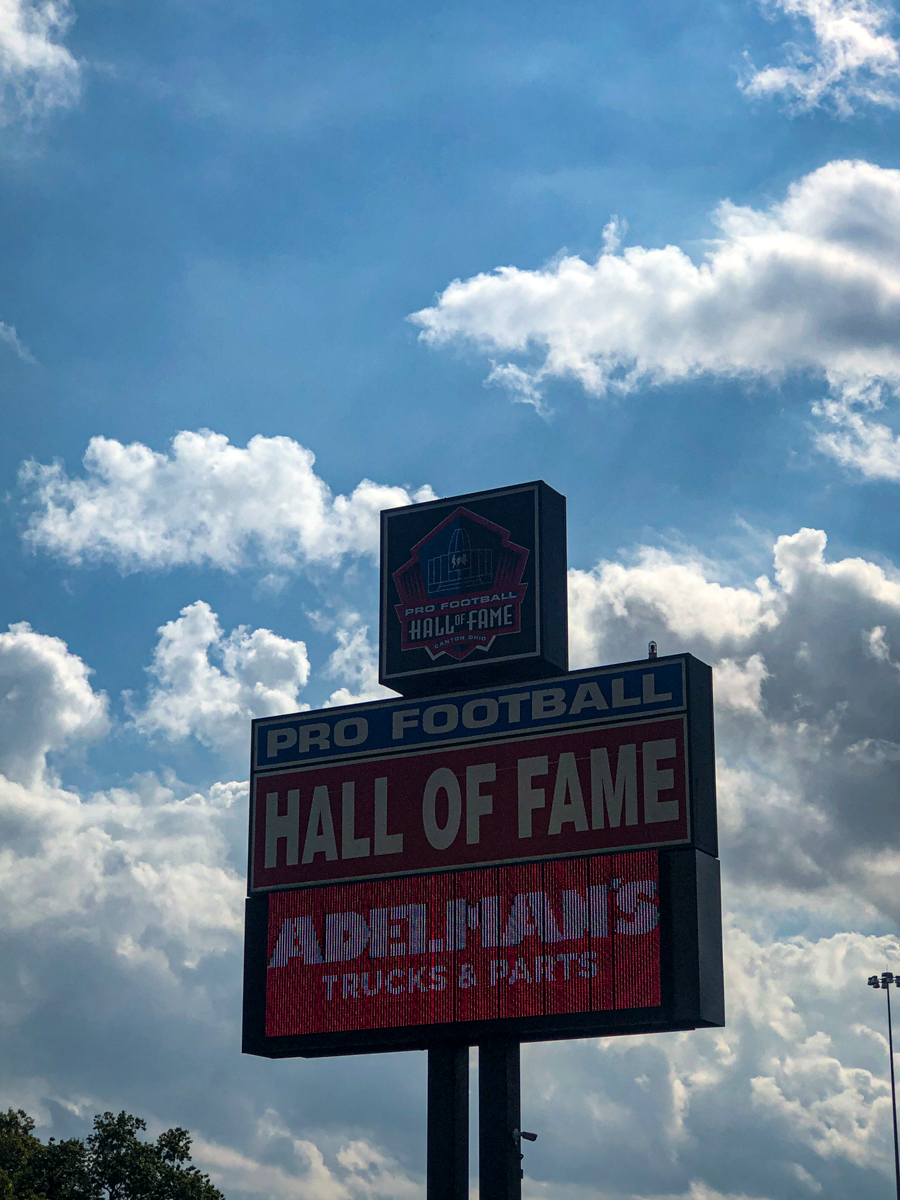 PRO FOOTBALL
HALL OF FAME
CANTON OHIO
PRO FOOTBALL
HALL OF FAME
ADELMAN'S
TRUCKS & PARTS